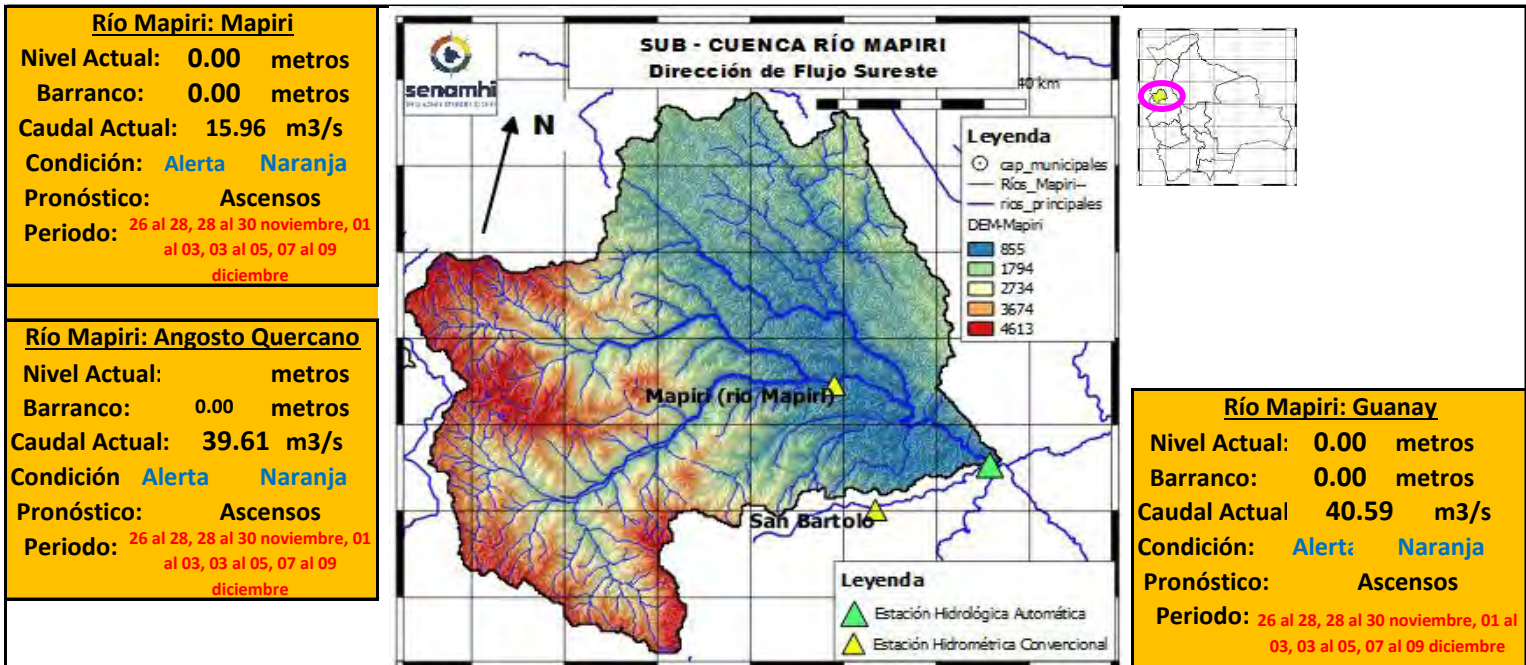 Río Mapiri: Mapiri
Nivel Actual: 0.00 metros
Barranco: 0.00 metros
Caudal Actual: 15.96 m3/s
Condición: Alerta Naranja
Pronóstico: Ascensos
Periodo: 26 al 28, 28 al 30 noviembre, 01
al 03, 03 al 05, 07 al 09
diciembre
Río Mapiri: Angosto Quercano
Nivel Actual: metros
Barranco: 0.00 metros
Caudal Actual: 39.61 m3/s
Condición Alerta Naranja
Pronóstico: Ascensos
Periodo: 26 al 28, 28 al 30 noviembre, 01
al 03, 03 al 05, 07 al 09
diciembre
senamhi
SUB - CUENCA RÍO MAPIRI
Dirección de Flujo Sureste
40 km
N
Leyenda
cap_municipales
Ríos_Mapiri--
rios_principales
DEM-Mapiri
855
1794
2734
3674
4613
Mapiri (rio Mapiri)
San Bartolo
Leyenda
Estación Hidrológica Automática
Estación Hidrométrica Convencional
Río Mapiri: Guanay
Nivel Actual: 0.00 metros
Barranco: 0.00 metros
Caudal Actual 40.59 m3/s
Condición: Alerta Naranja
Pronóstico: Ascensos
Periodo: 26 al 28, 28 al 30 noviembre, 01 al
03, 03 al 05, 07 al 09 diciembre